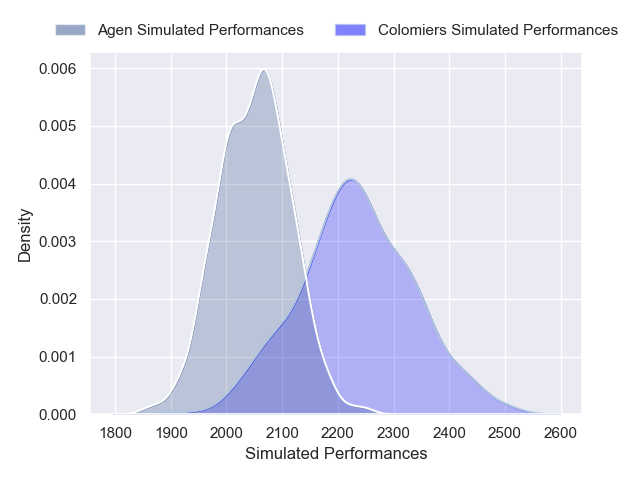 Agen Simulated Performances
Colomiers Simulated Performances
0.006
0.005
0.004
0.003
0.002
0.001
0.000
Density
1800 1900 2000 2100 2200 2300 2400 2500 2600
Simulated Performances